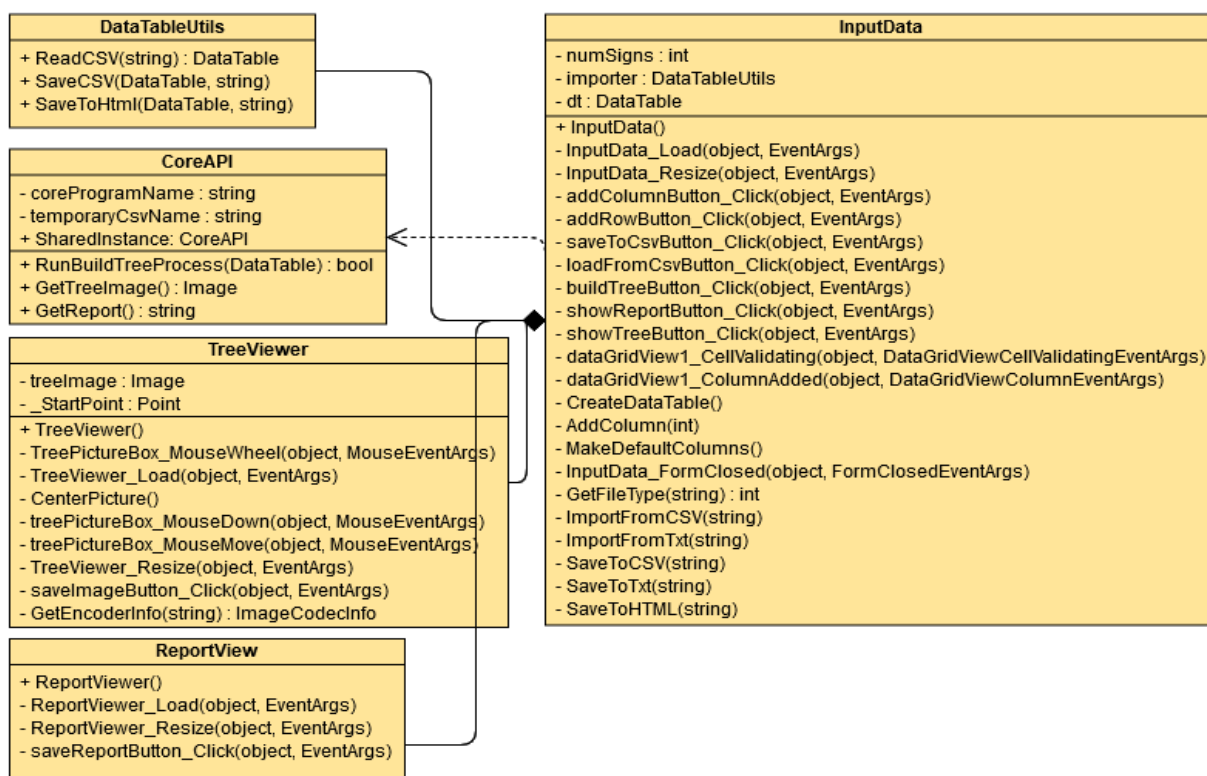 DataTableUtils
+ ReadCSV(string) : DataTable
+ SaveCSV(DataTable, string)
+ SaveToHtml(DataTable, string)
CoreAPI
- coreProgramName : string
- temporaryCsvName : string
+ SharedInstance: CoreAPI
+ RunBuildTreeProcess(DataTable) : bool
+ GetTreeImage() : Image
+ GetReport() : string
TreeViewer
- treeImage : Image
- _StartPoint : Point
+ TreeViewer()
- TreePictureBox_MouseWheel(object, MouseEventArgs)
- TreeViewer_Load(object, EventArgs)
- CenterPicture()
- treePictureBox_MouseDown(object, MouseEventArgs)
- treePictureBox_MouseMove(object, MouseEventArgs)
- TreeViewer_Resize(object, EventArgs)
- saveImageButton_Click(object, EventArgs)
- GetEncoderInfo(string) : ImageCodecInfo
ReportView
+ ReportViewer()
- ReportViewer_Load(object, EventArgs)
- ReportViewer_Resize(object, EventArgs)
- saveReportButton_Click(object, EventArgs)
InputData
- numSigns : int
- importer : DataTableUtils
- dt : DataTable
+ InputData()
- InputData_Load(object, EventArgs)
- InputData_Resize(object, EventArgs)
- addColumnButton_Click(object, EventArgs)
- addRowButton_Click(object, EventArgs)
- saveToCsvButton_Click(object, EventArgs)
- loadFromCsvButton_Click(object, EventArgs)
- buildTreeButton_Click(object, EventArgs)
- showReportButton_Click(object, EventArgs)
- showTreeButton_Click(object, EventArgs)
- dataGridView1_CellValidating(object, DataGridViewCellValidatingEventArgs)
- dataGridView1_ColumnAdded(object, DataGridViewColumnEventArgs)
- CreateDataTable()
- AddColumn(int)
- MakeDefaultColumns()
- InputData_FormClosed(object, FormClosedEventArgs)
- GetFileType(string) : int
- ImportFromCSV(string)
- ImportFromTxt(string)
- SaveToCSV(string)
- SaveToTxt(string)
- SaveToHTML(string)